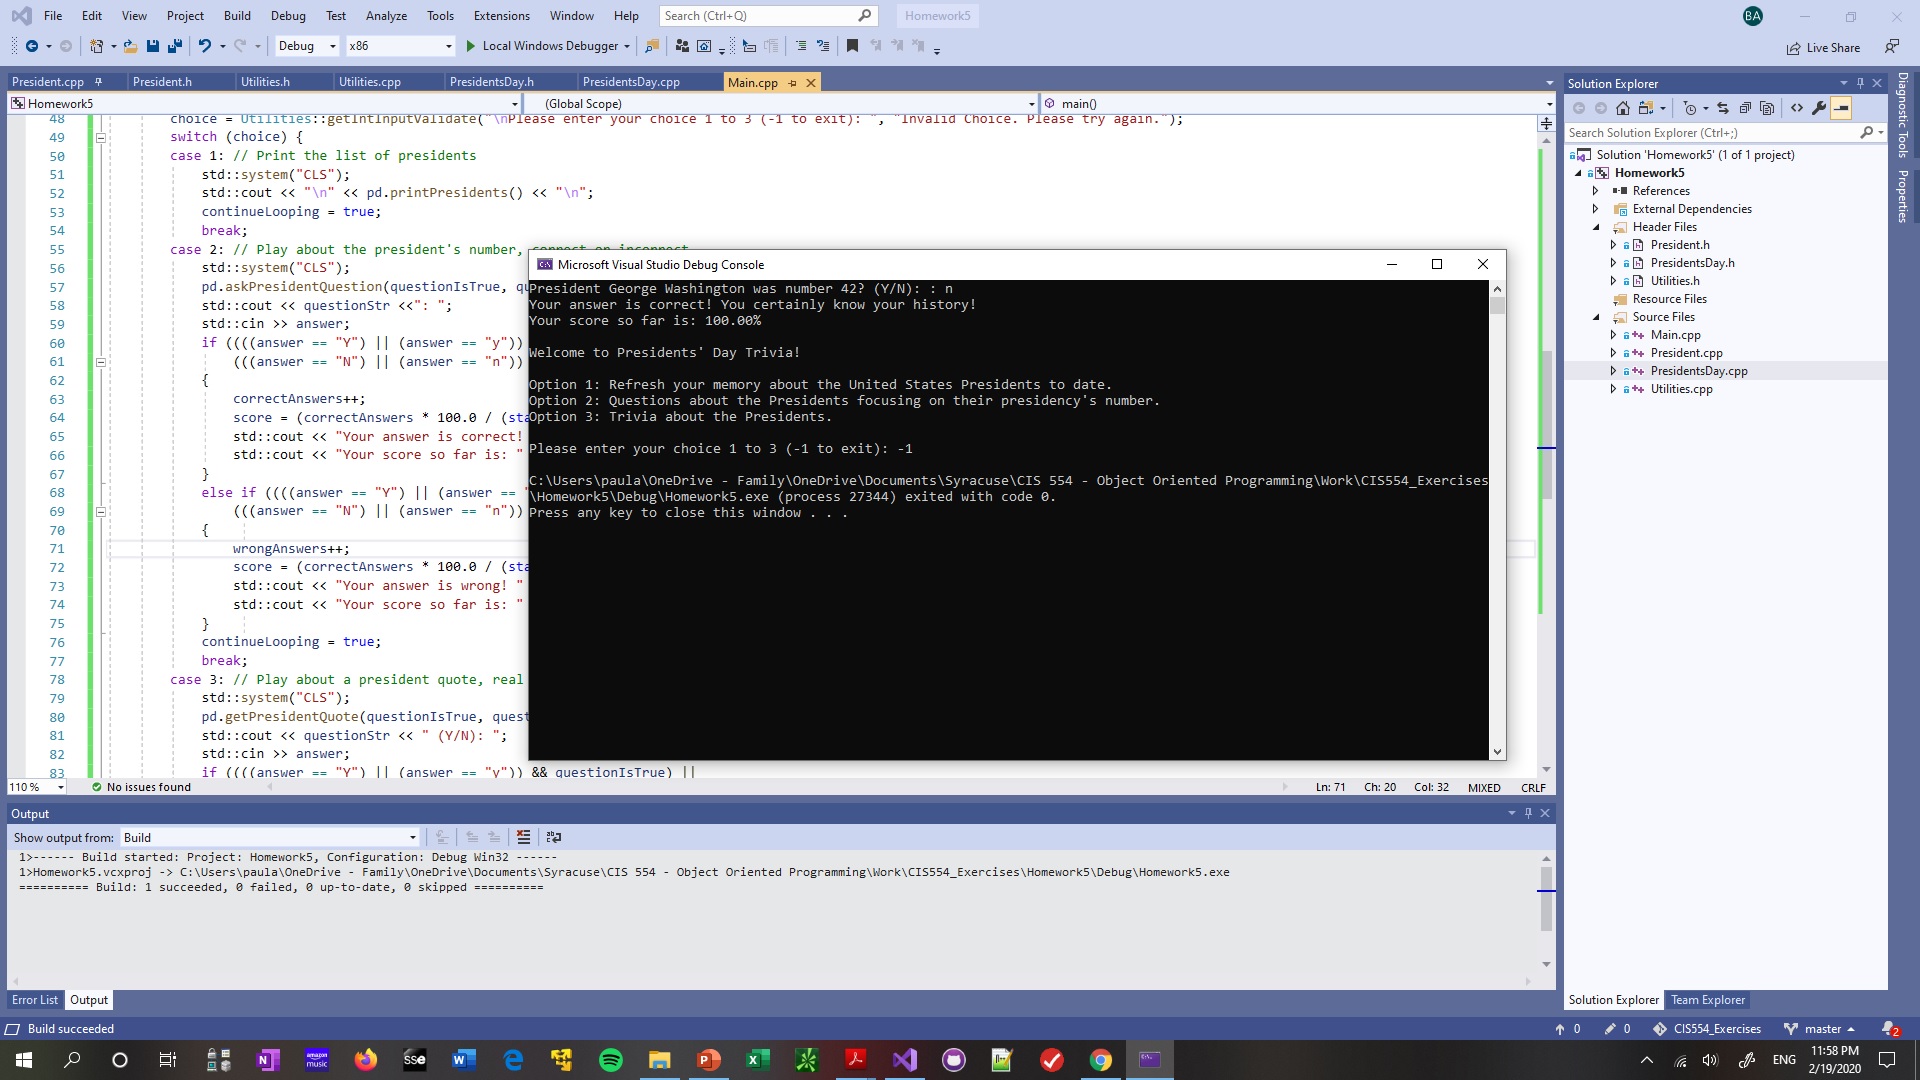 File Edit View Project Build Debug Test Analyze Tools Extensions Window Help Search (Ctrl+Q) Homework5 BA
Debug x86 Local Windows Debugger Live Share
President.cpp President.h Utilities.h Utilities.cpp PresidentsDay.h PresidentsDay.cpp Main.cpp
Homework5 (Global Scope) main()
48 choice = Utilities::getIntInputValidate("\nPlease enter your choice 1 to 3 (-1 to exit): ", "Invalid Choice. Please try again.");
49 switch (choice) {
50 case 1: // Print the list of presidents
51 std::system("CLS");
52 std::cout << "\n" << pd.printPresidents() << "\n";
53 continueLooping = true;
54 break;
55 case 2: // Play about the president's number, correct or incorrect
56 std::system("CLS");
57 pd.askPresidentQuestion(questionIsTrue, qu
58 std::cout << questionStr <<": ";
59 std::cin >> answer;
60 if ((((answer == "Y") || (answer == "y"))
61 (((answer == "N") || (answer == "n"))
62 {
63 correctAnswers++;
64 score = (correctAnswers * 100.0 / (sta
65 std::cout << "Your answer is correct!
66 std::cout << "Your score so far is: "
67 }
68 else if ((((answer == "Y") || (answer == "
69 (((answer == "N") || (answer == "n"))
70 {
71 wrongAnswers++;
72 score = (correctAnswers * 100.0 / (sta
73 std::cout << "Your answer is wrong! "
74 std::cout << "Your score so far is: "
75 }
76 continueLooping = true;
77 break;
78 case 3: // Play about a president quote, real
79 std::system("CLS");
80 pd.getPresidentQuote(questionIsTrue, quest
81 std::cout << questionStr << " (Y/N): ";
82 std::cin >> answer;
83 if ((((answer == "Y") || (answer == "y")) && questionIsTrue) ||
110 % No issues found Ln: 71 Ch: 20 Col: 32 MIXED CRLF
Microsoft Visual Studio Debug Console
President George Washington was number 42? (Y/N): : n
Your answer is correct! You certainly know your history!
Your score so far is: 100.00%
Welcome to Presidents' Day Trivia!
Option 1: Refresh your memory about the United States Presidents to date.
Option 2: Questions about the Presidents focusing on their presidency's number.
Option 3: Trivia about the Presidents.
Please enter your choice 1 to 3 (-1 to exit): -1
C:\Users\paula\OneDrive - Family\OneDrive\Documents\Syracuse\CIS 554 - Object Oriented Programming\Work\CIS554_Exercises
\Homework5\Debug\Homework5.exe (process 27344) exited with code 0.
Press any key to close this window . . .
Output
Show output from: Build
1>------ Build started: Project: Homework5, Configuration: Debug Win32 ------
1>Homework5.vcxproj -> C:\Users\paula\OneDrive - Family\OneDrive\Documents\Syracuse\CIS 554 - Object Oriented Programming\Work\CIS554_Exercises\Homework5\Debug\Homework5.exe
========== Build: 1 succeeded, 0 failed, 0 up-to-date, 0 skipped ==========
Error List Output
Solution Explorer
Search Solution Explorer (Ctrl+;)
Solution 'Homework5' (1 of 1 project)
Homework5
References
External Dependencies
Header Files
President.h
PresidentsDay.h
Utilities.h
Resource Files
Source Files
Main.cpp
President.cpp
PresidentsDay.cpp
Utilities.cpp
Solution Explorer Team Explorer
Diagnostic Tools
Properties
Build succeeded 0 0 CIS554_Exercises master 2
N amazon music SSe W P X ENG 11:58 PM
2/19/2020